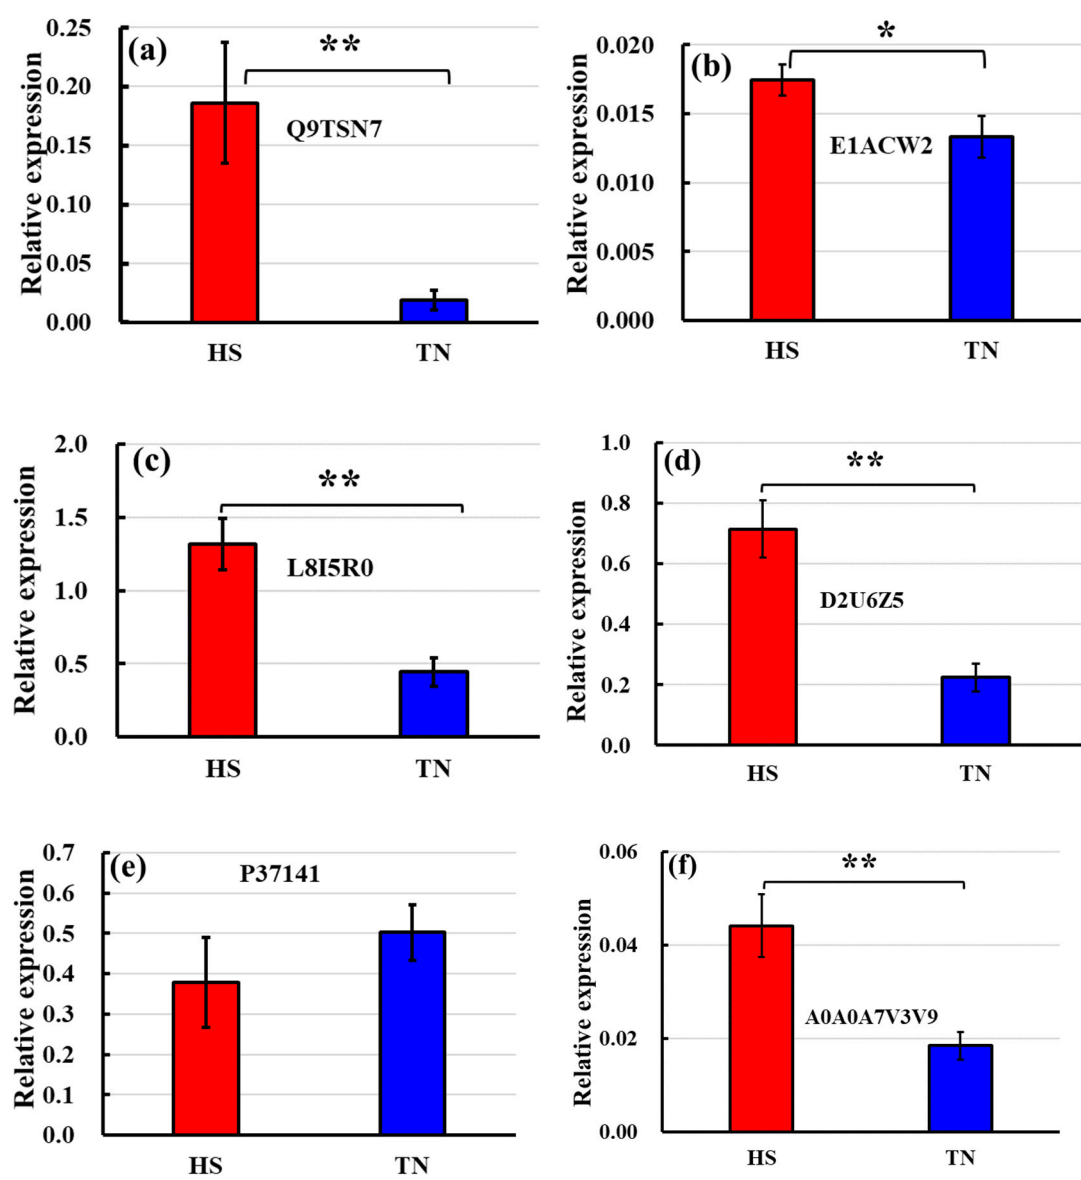 Relative expression
0.25
0.20
0.15
0.10
0.05
0.00
(a)
**
Q9TSN7
HS
TN
Relative expression
0.020
0.015
0.010
0.005
0.000
(b)
*
E1ACW2
HS
TN
Relative expression
2.0
1.5
1.0
0.5
0.0
(c)
**
L8I5R0
HS
TN
Relative expression
1.0
0.8
0.6
0.4
0.2
0.0
(d)
**
D2U6Z5
HS
TN
Relative expression
0.7
0.6
0.5
0.4
0.3
0.2
0.1
0.0
(e)
P37141
HS
TN
Relative expression
0.06
0.04
0.02
0.00
(f)
**
A0A0A7V3V9
HS
TN